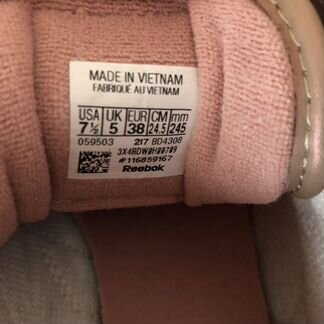 MADE IN VIETNAM
FABRIQUÉ AU VIETNAM
USA UK EUR CM mm
7½ 5 38 24.5 245
059503 217 BD4308
3X4RDW0H00709
#116859167
Reebok